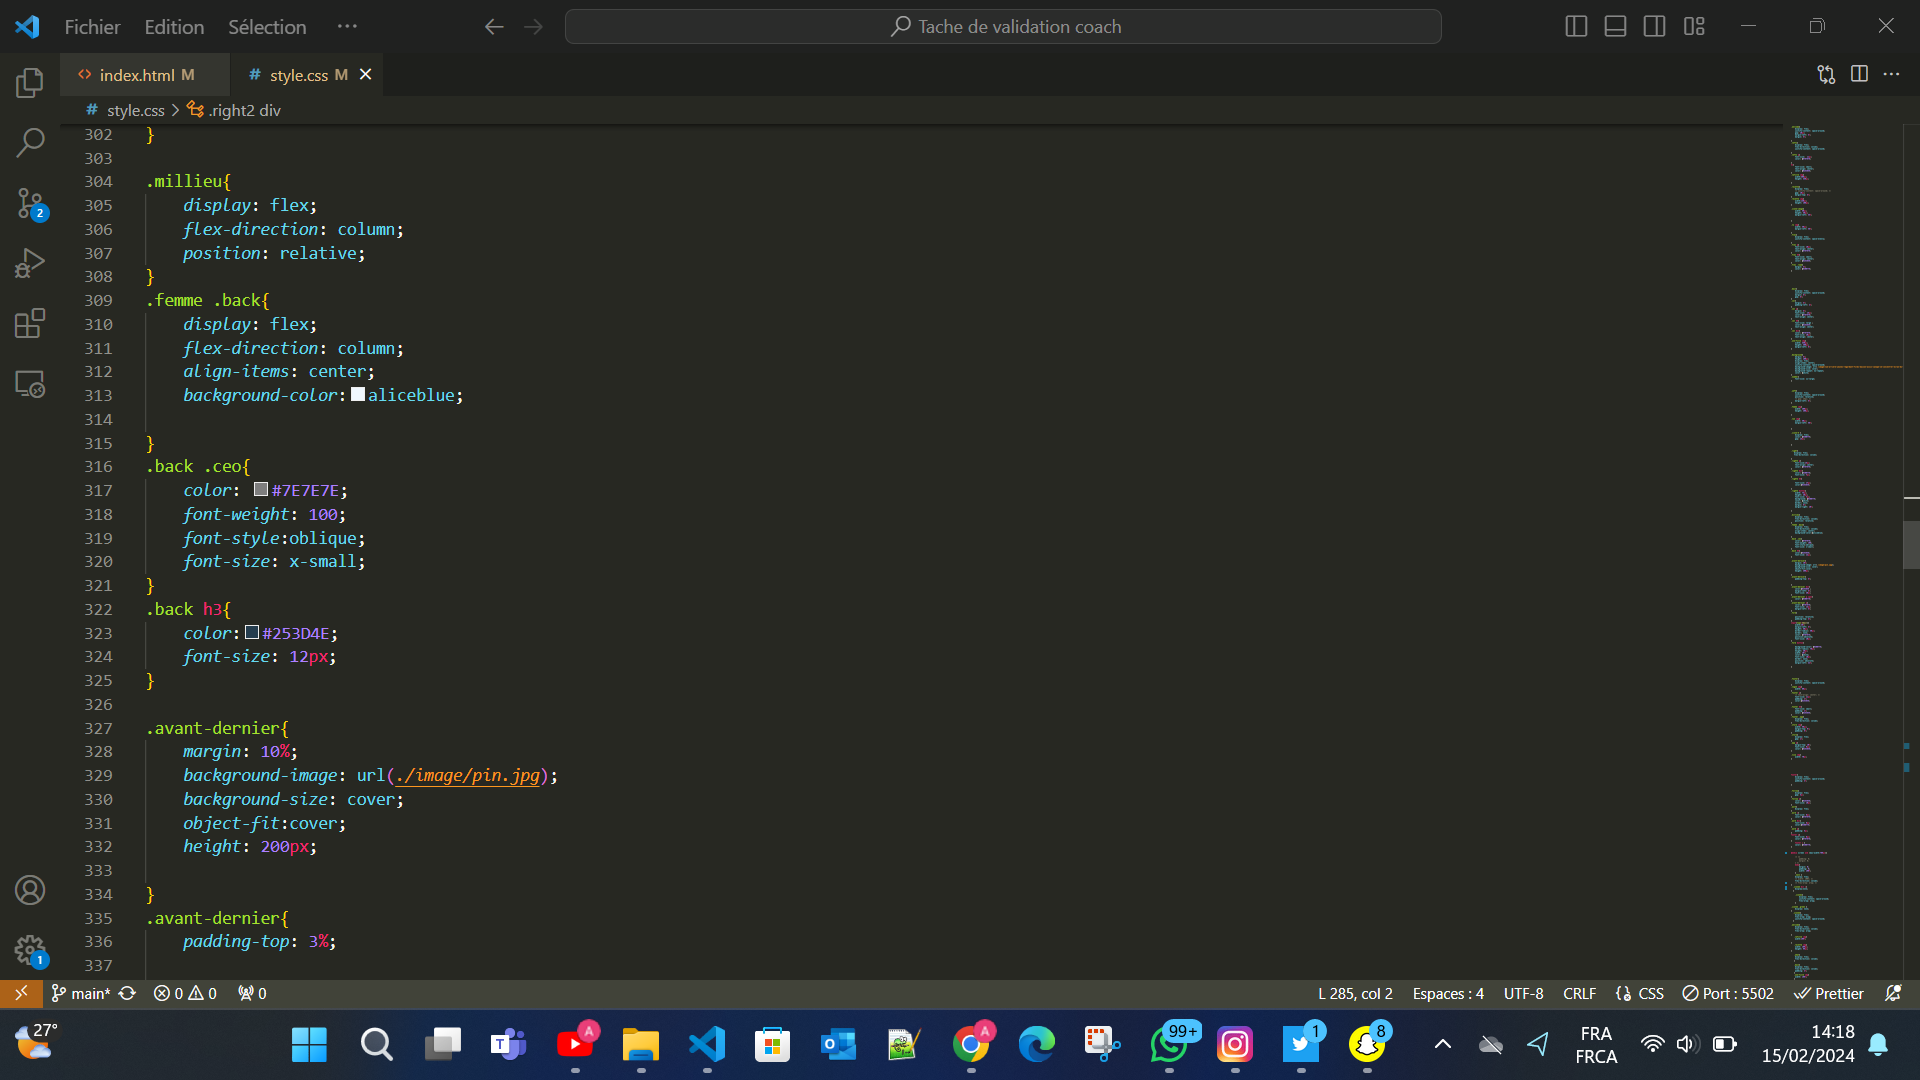 Fichier Edition Sélection ···
Tache de validation coach
index.html M
# style.css M
# style.css > .right2 div
302 }
303
304 .millieu{
305 display: flex;
306 flex-direction: column;
307 position: relative;
308 }
309 .femme .back{
310 display: flex;
311 flex-direction: column;
312 align-items: center;
313 background-color: aliceblue;
314
315 }
316 .back .ceo{
317 color: #7E7E7E;
318 font-weight: 100;
319 font-style:oblique;
320 font-size: x-small;
321 }
322 .back h3{
323 color: #253D4E;
324 font-size: 12px;
325 }
326
327 .avant-dernier{
328 margin: 10%;
329 background-image: url(./image/pin.jpg);
330 background-size: cover;
331 object-fit:cover;
332 height: 200px;
333
334 }
335 .avant-dernier{
336 padding-top: 3%;
337
2
1
main* 0 0 0
L 285, col 2 Espaces : 4 UTF-8 CRLF CSS Port : 5502 Prettier
27°
T
A
A
99+
1
8
FRA
FRCA
14:18
15/02/2024